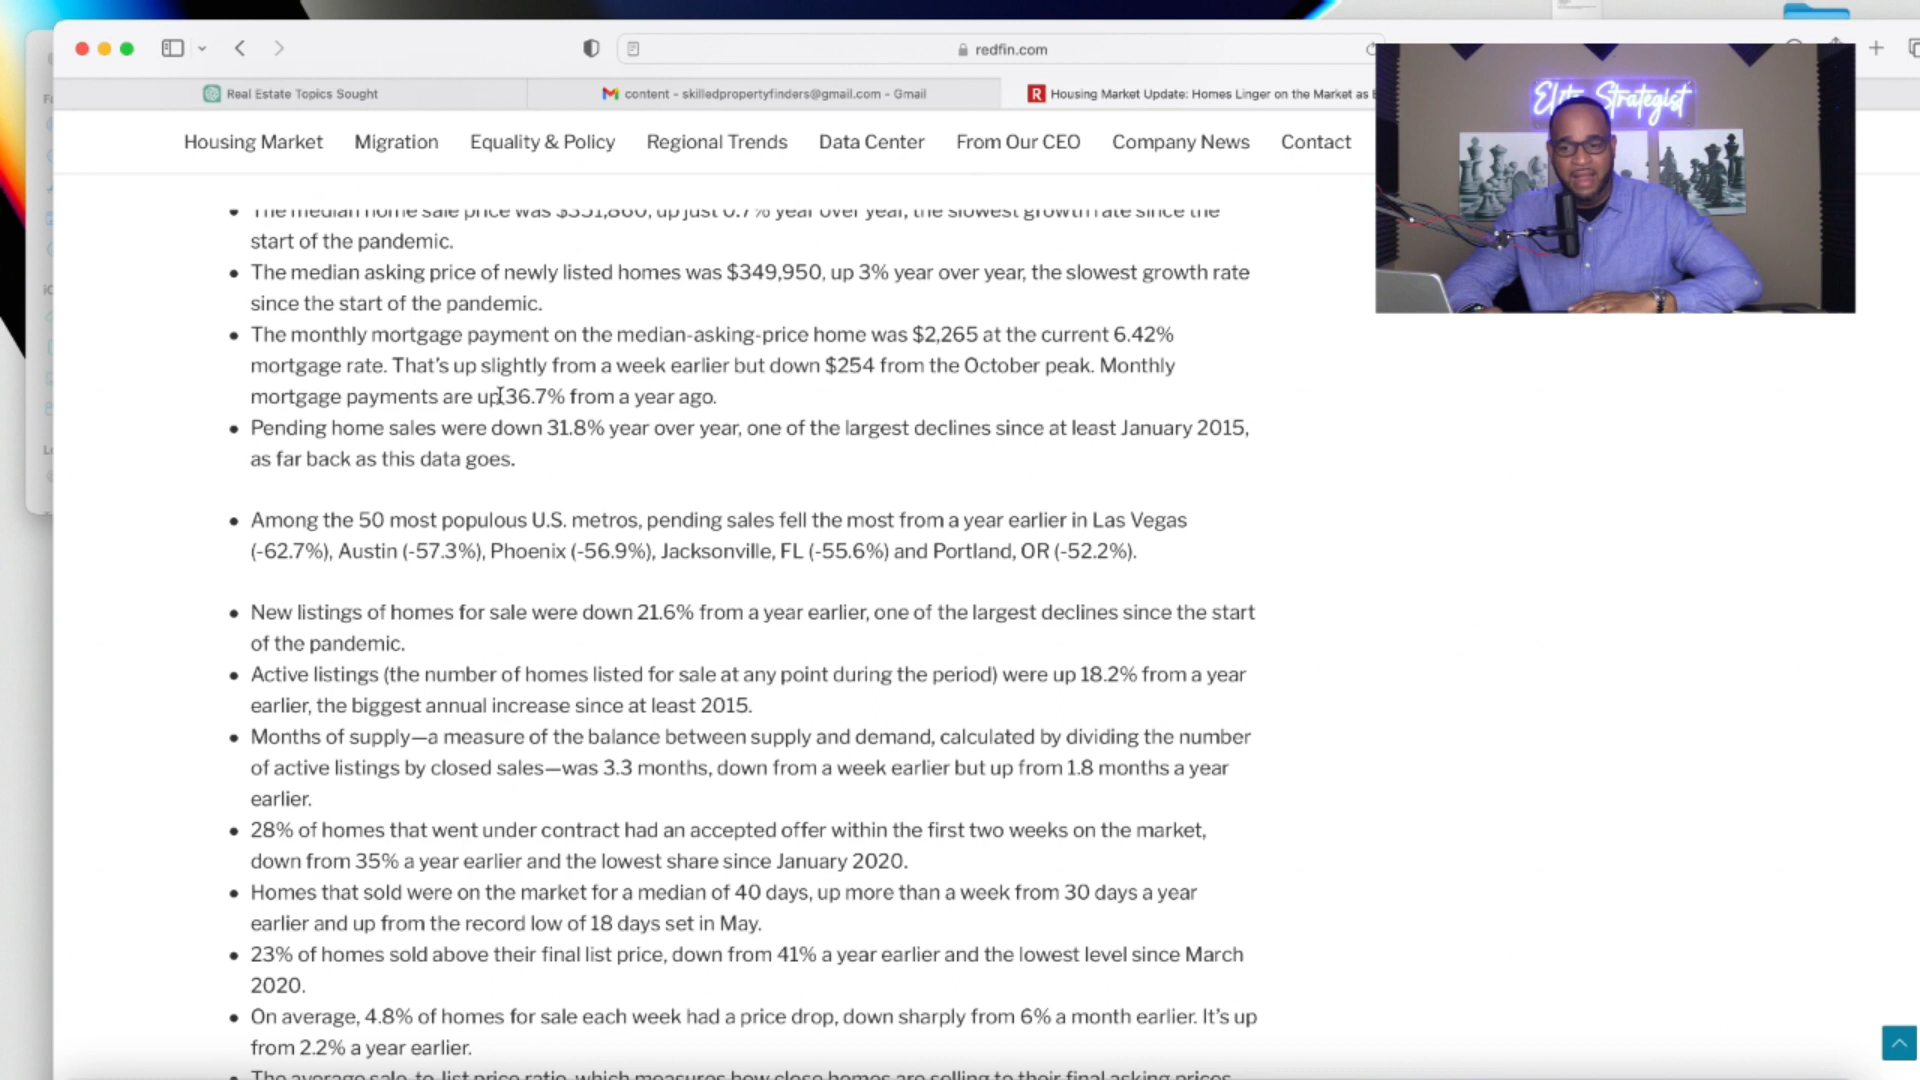 redfin.com
Real Estate Topics Sought
content - skilledpropertyfinders@gmail.com - Gmail
Housing Market Update: Homes Linger on the Market as
Elite Strategist
Housing Market
Migration
Equality & Policy
Regional Trends
Data Center
From Our CEO
Company News
Contact
• The median home sale price was $351,860, up just 0.7% year over year, the slowest growth rate since the
start of the pandemic.
• The median asking price of newly listed homes was $349,950, up 3% year over year, the slowest growth rate
since the start of the pandemic.
• The monthly mortgage payment on the median-asking-price home was $2,265 at the current 6.42%
mortgage rate. That's up slightly from a week earlier but down $254 from the October peak. Monthly
mortgage payments are up 36.7% from a year ago.
• Pending home sales were down 31.8% year over year, one of the largest declines since at least January 2015,
as far back as this data goes.
• Among the 50 most populous U.S. metros, pending sales fell the most from a year earlier in Las Vegas
(-62.7%), Austin (-57.3%), Phoenix (-56.9%), Jacksonville, FL (-55.6%) and Portland, OR (-52.2%).
• New listings of homes for sale were down 21.6% from a year earlier, one of the largest declines since the start
of the pandemic.
• Active listings (the number of homes listed for sale at any point during the period) were up 18.2% from a year
earlier, the biggest annual increase since at least 2015.
• Months of supply—a measure of the balance between supply and demand, calculated by dividing the number
of active listings by closed sales—was 3.3 months, down from a week earlier but up from 1.8 months a year
earlier.
• 28% of homes that went under contract had an accepted offer within the first two weeks on the market,
down from 35% a year earlier and the lowest share since January 2020.
• Homes that sold were on the market for a median of 40 days, up more than a week from 30 days a year
earlier and up from the record low of 18 days set in May.
• 23% of homes sold above their final list price, down from 41% a year earlier and the lowest level since March
2020.
• On average, 4.8% of homes for sale each week had a price drop, down sharply from 6% a month earlier. It's up
from 2.2% a year earlier.
• The average sale-to-list price ratio, which measures how close homes are selling to their final asking prices,